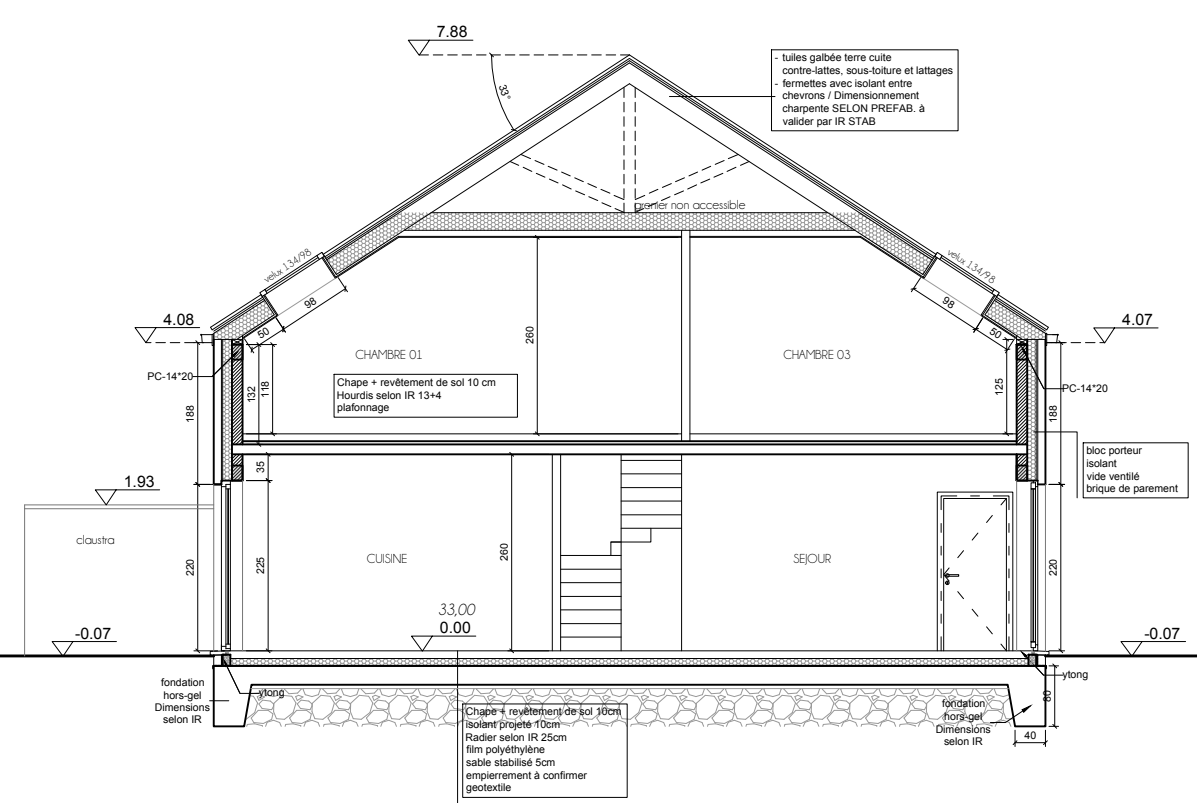 7.88
- tuiles galbée terre cuite
contre-lattes, sous-toiture et lattages
- fermettes avec isolant entre
chevrons / Dimensionnement
charpente SELON PREFAB. à
valider par IR STAB
33°
grenier non accessible
velux 134/98
velux 134/98
98
98
50
50
4.08
4.07
260
CHAMBRE 01
CHAMBRE 03
PC-14*20
PC-14*20
Chape + revêtement de sol 10 cm
Hourdis selon IR 13+4
plafonnage
188
132
118
125
188
bloc porteur
isolant
vide ventilé
brique de parement
35
1.93
claustra
CUISINE
SEJOUR
220
225
260
220
33,00
0.00
-0.07
-0.07
fondation
hors-gel
Dimensions
selon IR
ytong
ytong
80
fondation
hors-gel
Dimensions
selon IR
40
Chape + revêtement de sol 10cm
isolant projeté 10cm
Radier selon IR 25cm
film polyéthylène
sable stabilisé 5cm
empierrement à confirmer
geotextile